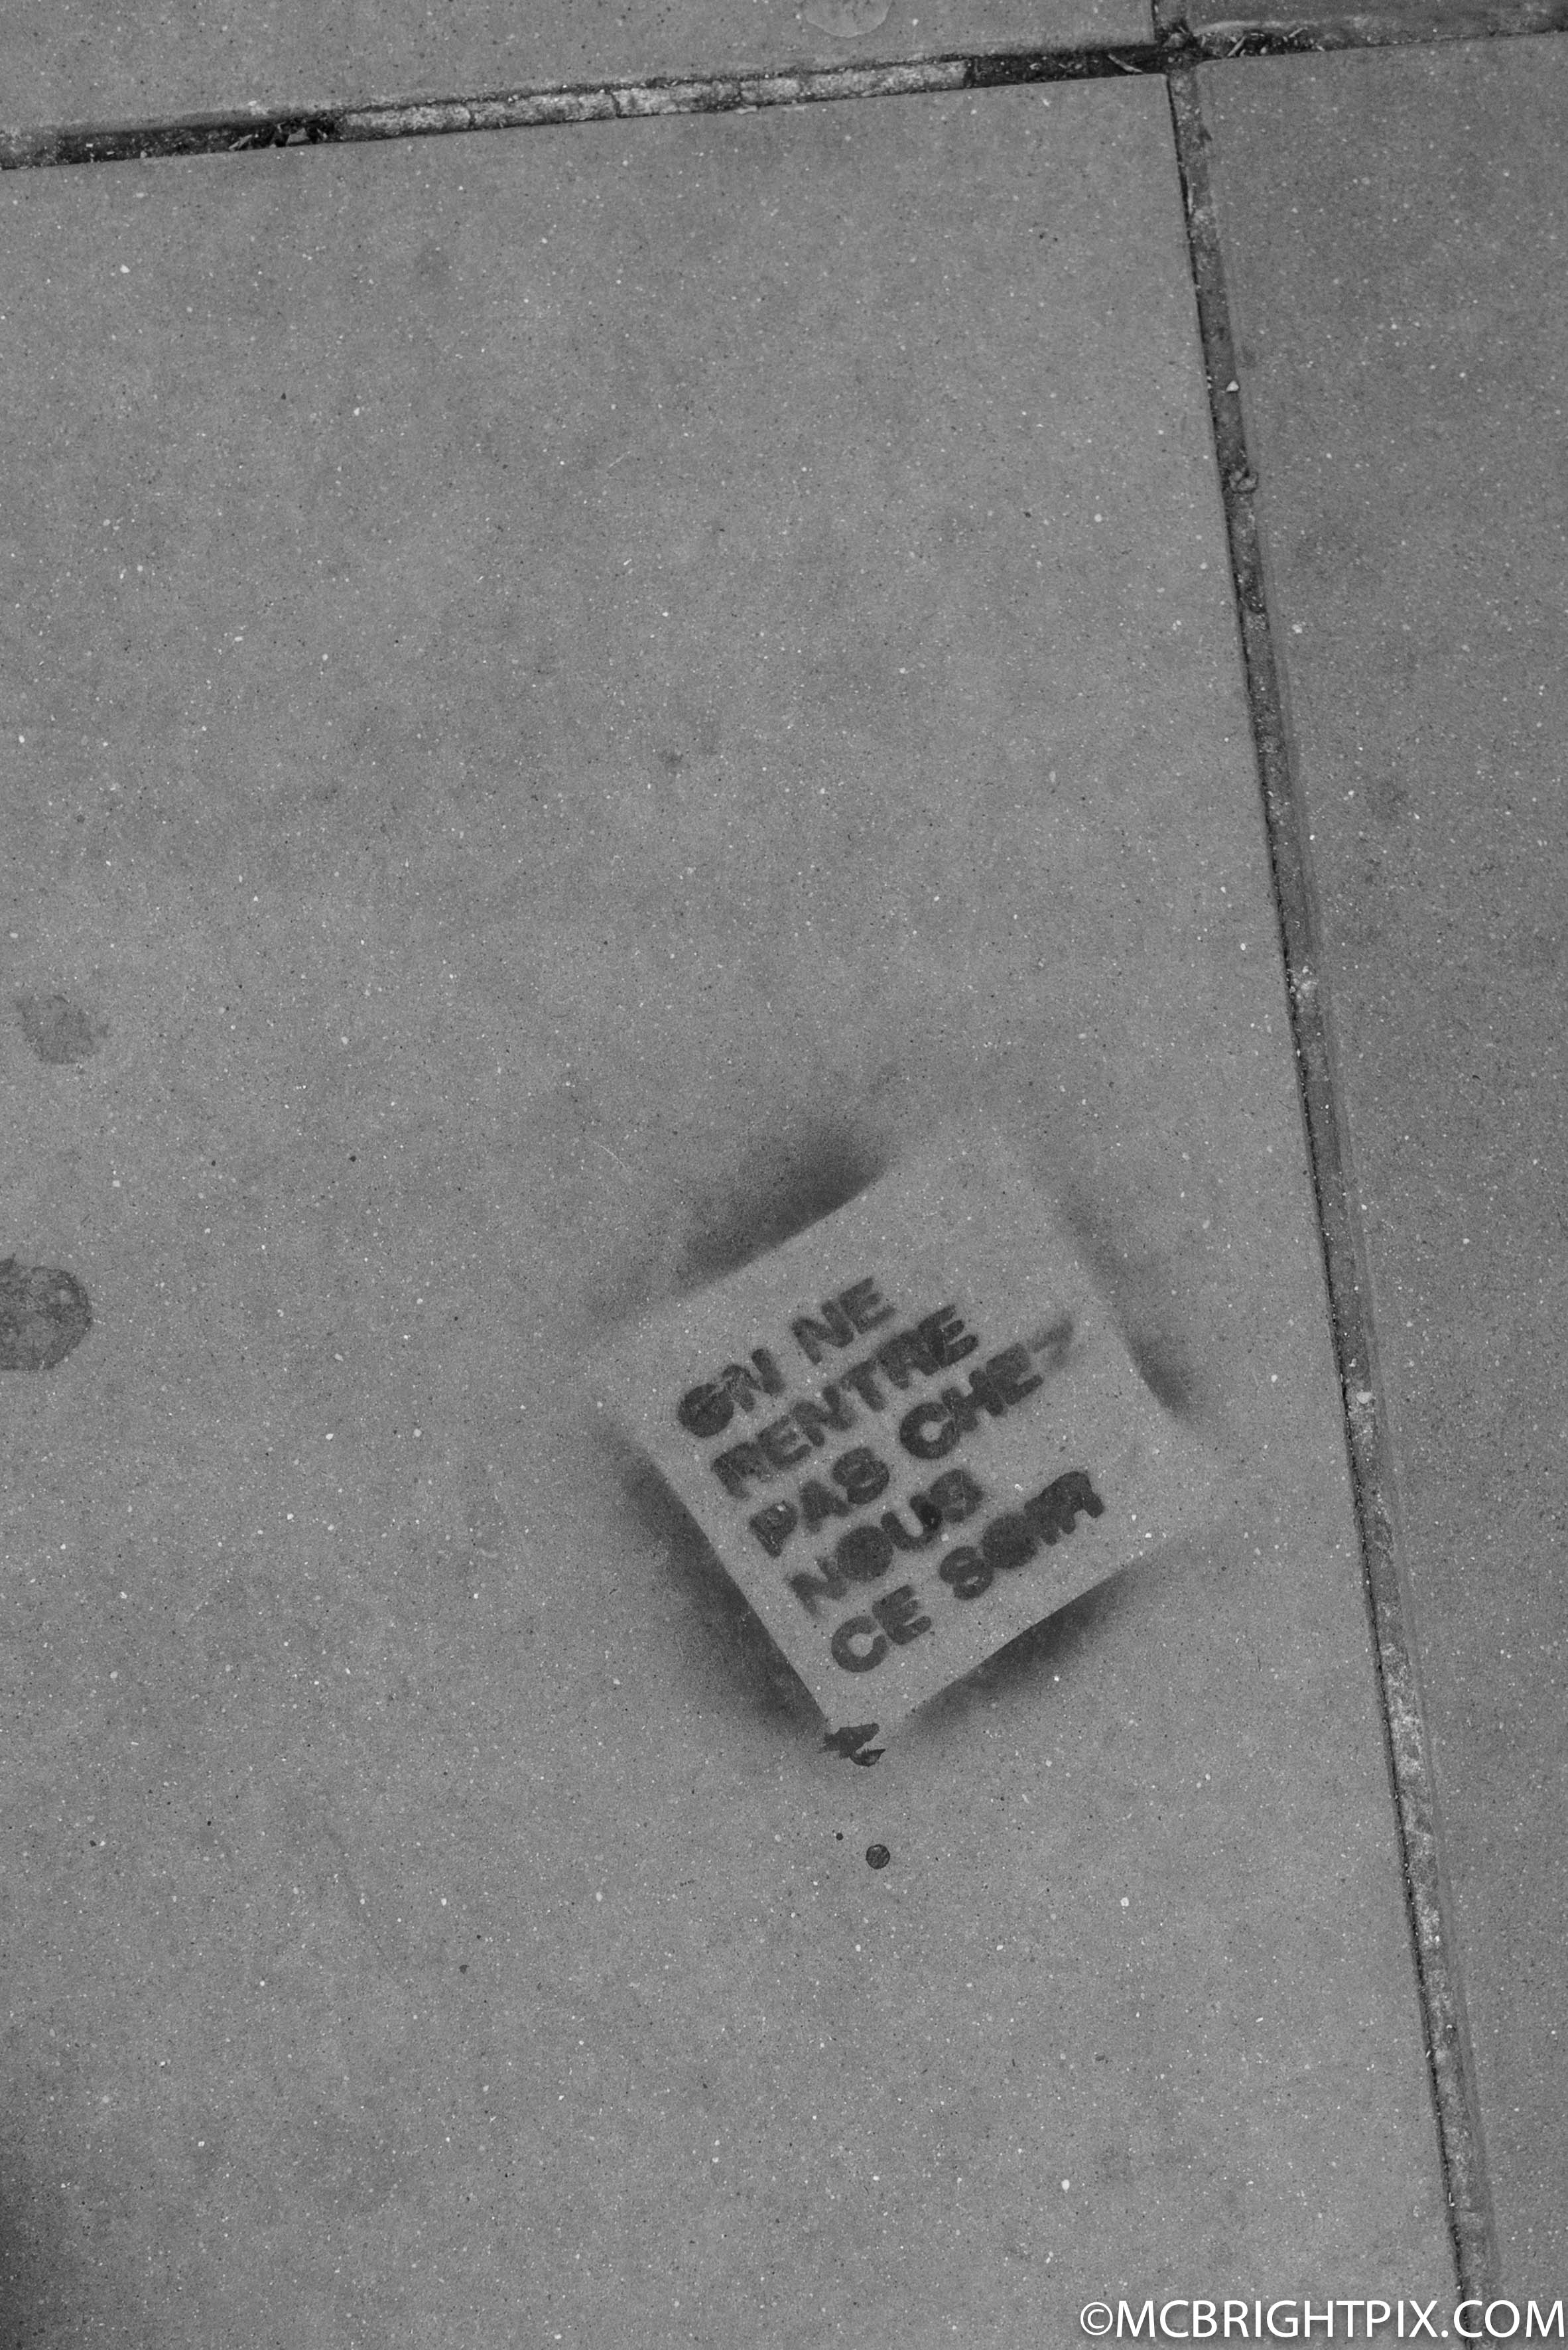 ON NE
RENTRE
PAS CHEZ
NOUS
CE SOIR
©MCBRIGHTPIX.COM